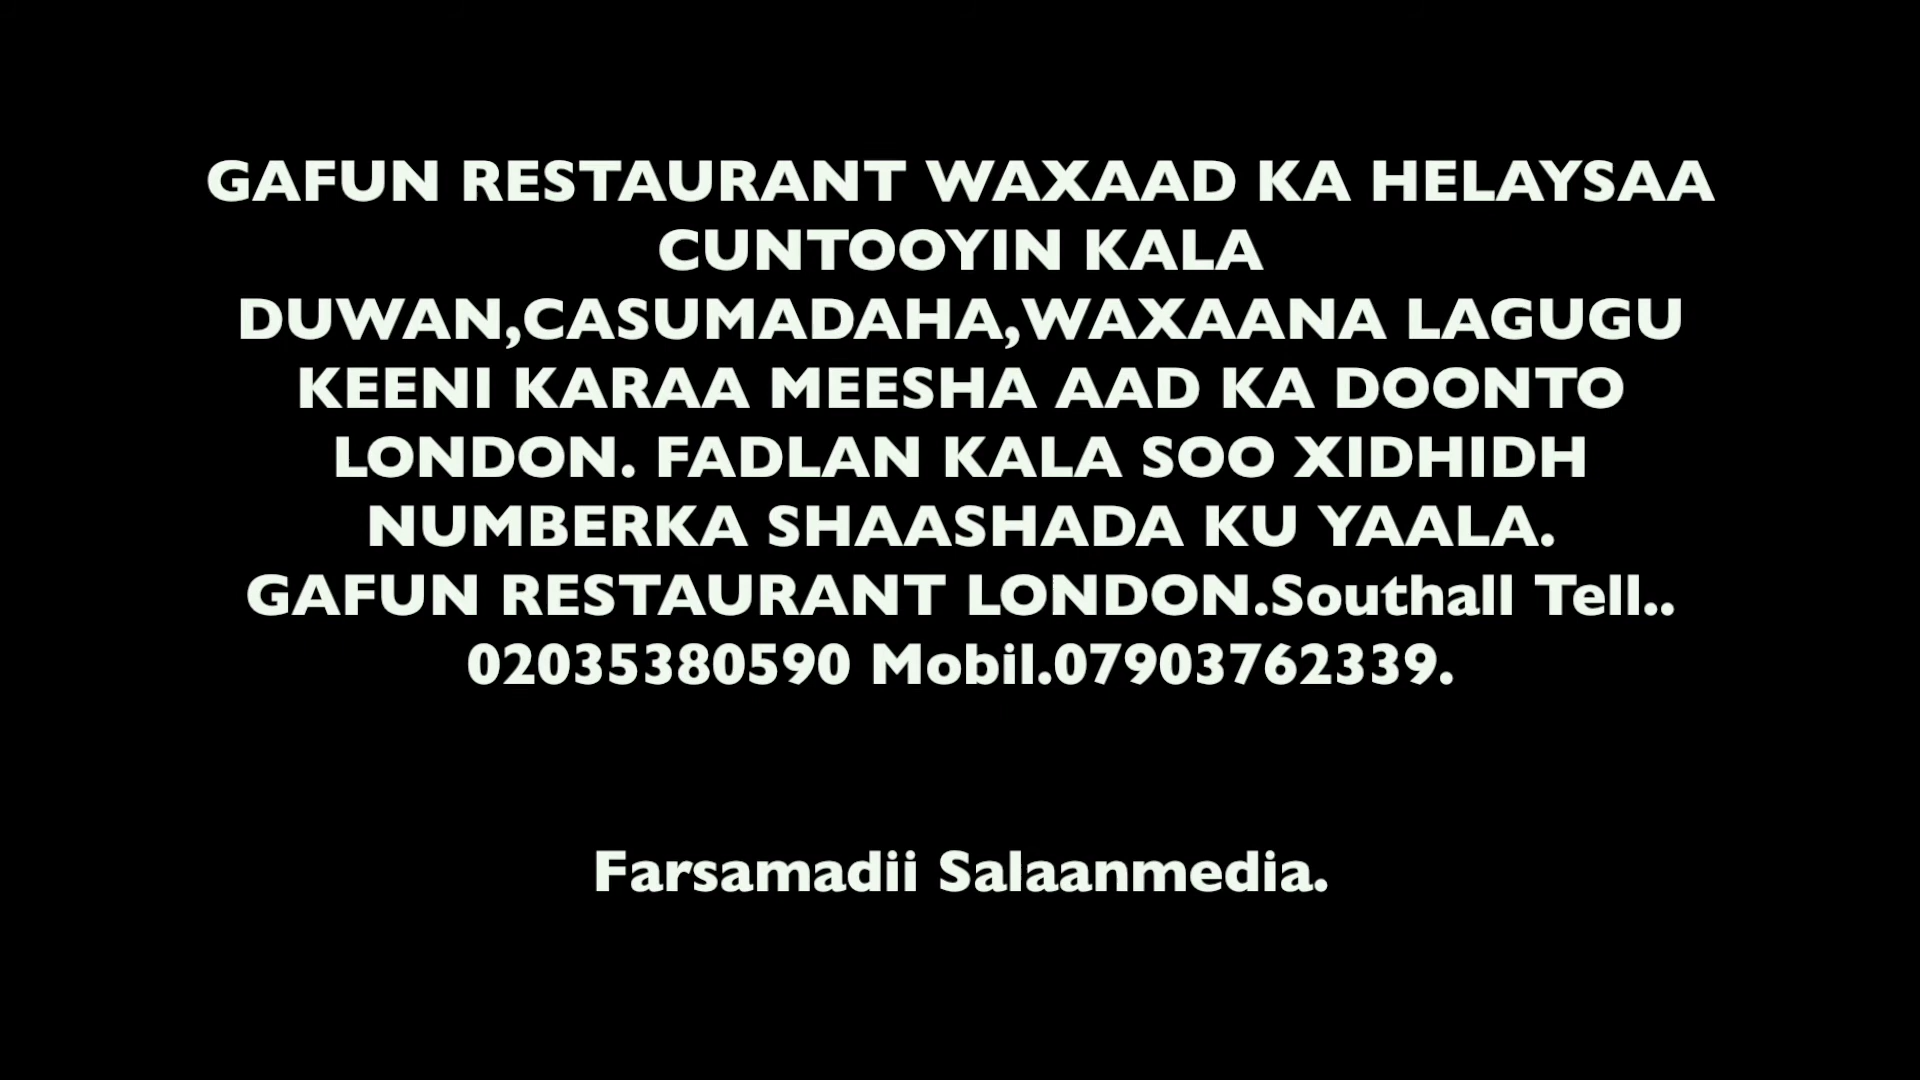 GAFUN RESTAURANT WAXAAD KA HELAYSAA
CUNTOOYIN KALA
DUWAN,CASUMADAHA,WAXAANA LAGUGU
KEENI KARAA MEESHA AAD KA DOONTO
LONDON. FADLAN KALA SOO XIDHIDH
NUMBERKA SHAASHADA KU YAALA.
GAFUN RESTAURANT LONDON.Southall Tell..
02035380590 Mobil.07903762339.
Farsamadii Salaanmedia.